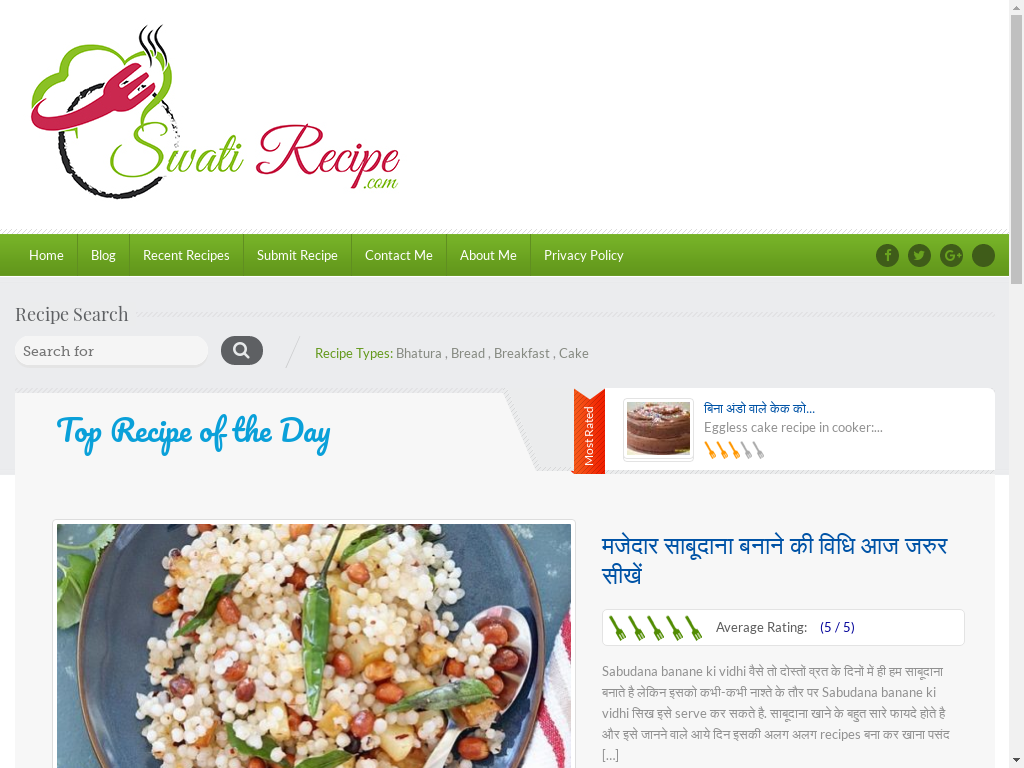 Swati Recipe
.com
Home Blog Recent Recipes Submit Recipe Contact Me About Me Privacy Policy
Recipe Search
Search for
Recipe Types: Bhatura , Bread , Breakfast , Cake
Top Recipe of the Day
Most Rated
बिना अंडो वाले केक को...
Eggless cake recipe in cooker:...
मजेदार साबूदाना बनाने की विधि आज जरुर
सीखें
Average Rating: (5 / 5)
Sabudana banane ki vidhi वैसे तो दोस्तों व्रत के दिनों में ही हम साबूदाना
बनाते है लेकिन इसको कभी-कभी नाश्ते के तौर पर Sabudana banane ki
vidhi सिख इसे serve कर सकते है. साबूदाना खाने के बहुत सारे फायदे होते है
और इसे जानने वाले आये दिन इसकी अलग अलग recipes बना कर खाना पसंद
[…]